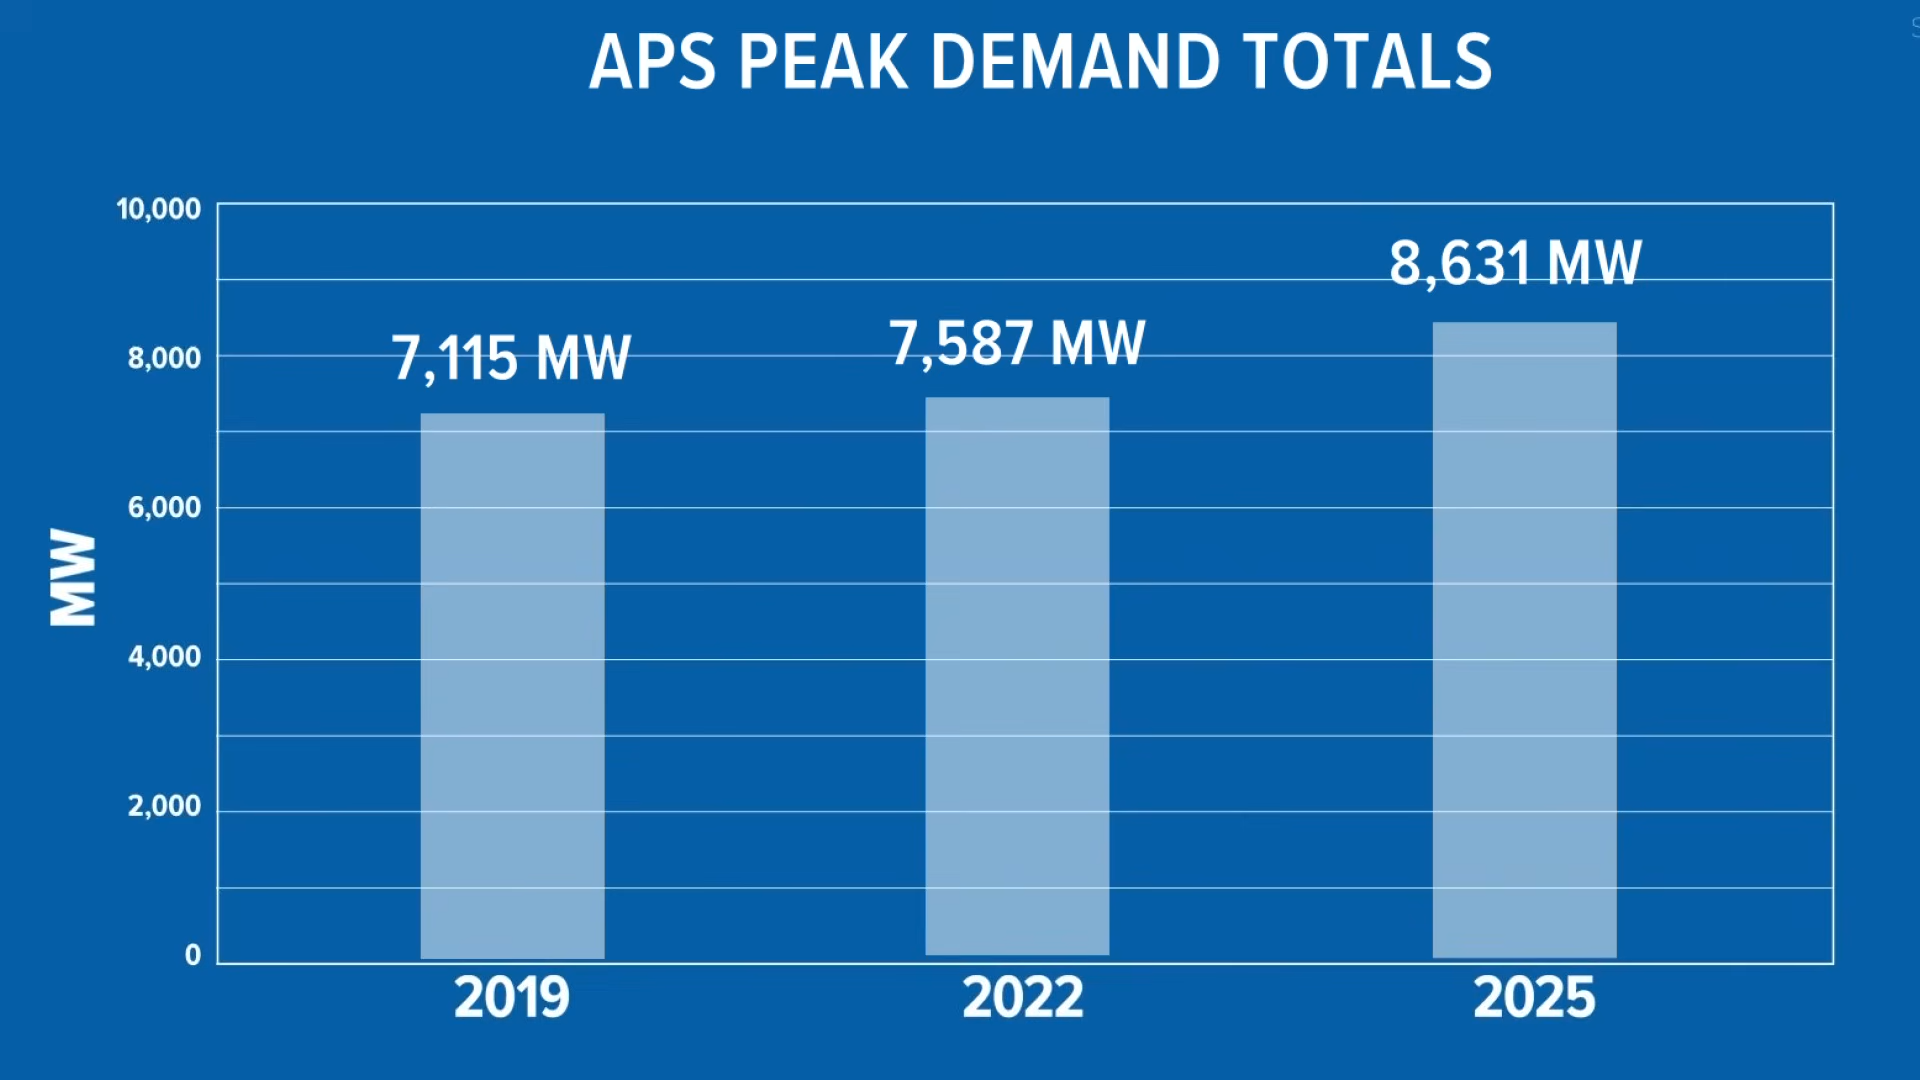 APS PEAK DEMAND TOTALS
10,000
8,631 MW
7,587 MW
7,115 MW
8,000
6,000
MW
4,000
2,000
0
2019
2022
2025